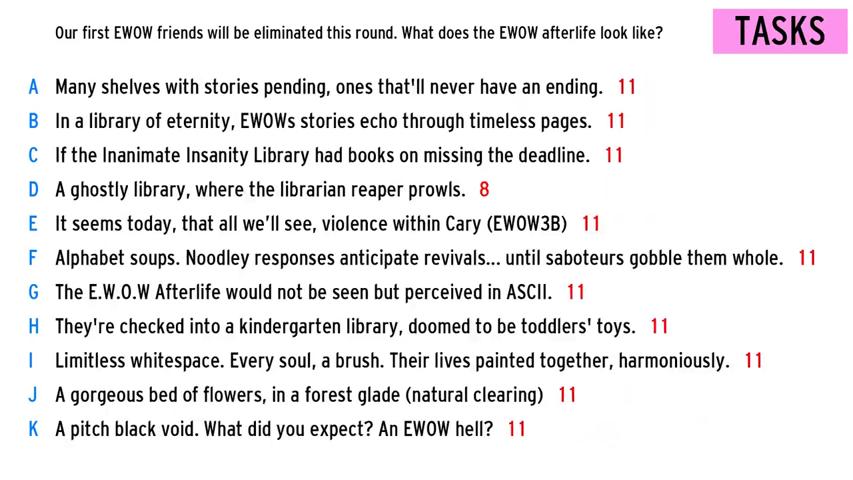 Our first EWOW friends will be eliminated this round. What does the EWOW afterlife look like?
TASKS
A Many shelves with stories pending, ones that'll never have an ending. 11
B In a library of eternity, EWOWs stories echo through timeless pages. 11
C If the Inanimate Insanity Library had books on missing the deadline. 11
D A ghostly library, where the librarian reaper prowls. 8
E It seems today, that all we’ll see, violence within Cary (EWOW3B) 11
F Alphabet soups. Noodley responses anticipate revivals... until saboteurs gobble them whole. 11
G The E.W.O.W Afterlife would not be seen but perceived in ASCII. 11
H They're checked into a kindergarten library, doomed to be toddlers' toys. 11
I Limitless whitespace. Every soul, a brush. Their lives painted together, harmoniously. 11
J A gorgeous bed of flowers, in a forest glade (natural clearing) 11
K A pitch black void. What did you expect? An EWOW hell? 11